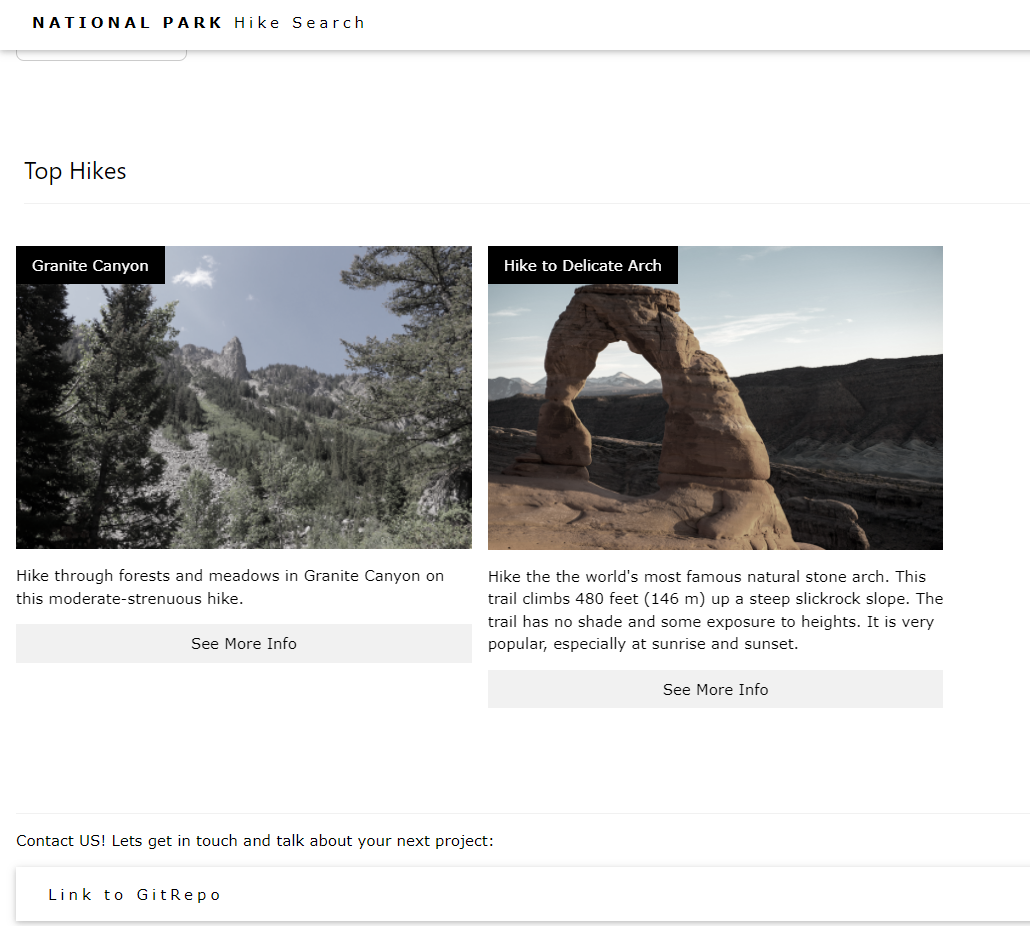 NATIONAL PARK Hike Search
Top Hikes
Granite Canyon
Hike through forests and meadows in Granite Canyon on
this moderate-strenuous hike.
See More Info
Hike to Delicate Arch
Hike the the world's most famous natural stone arch. This
trail climbs 480 feet (146 m) up a steep slickrock slope. The
trail has no shade and some exposure to heights. It is very
popular, especially at sunrise and sunset.
See More Info
Contact US! Lets get in touch and talk about your next project:
Link to GitRepo